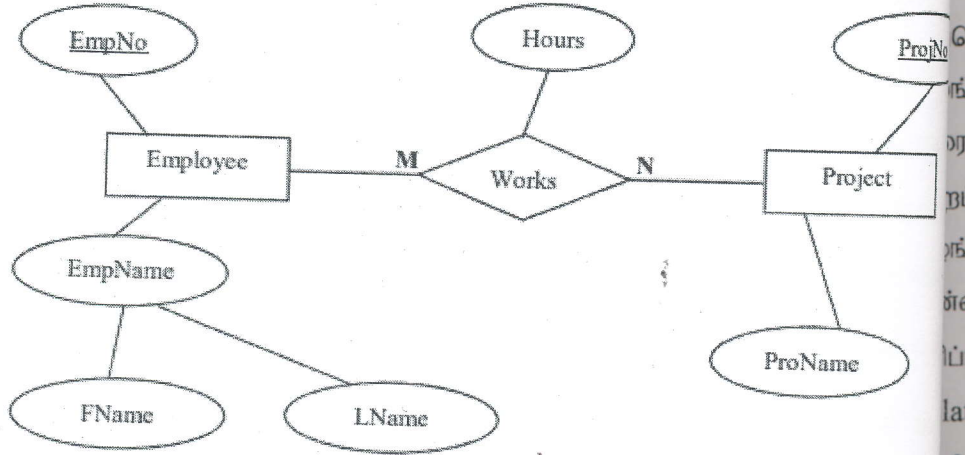 EmpNo
Hours
ProjNo
Employee
M
Works
N
Project
EmpName
ProName
FName
LName